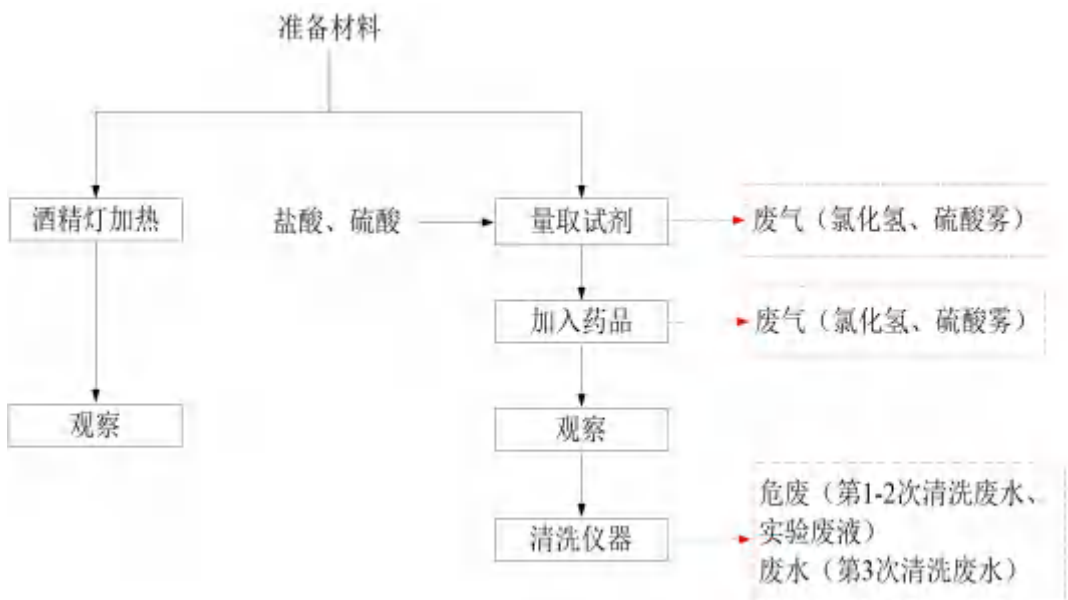 准备材料
酒精灯加热
盐酸、硫酸
量取试剂
废气（氯化氢、硫酸雾）
加入药品
废气（氯化氢、硫酸雾）
观察
观察
清洗仪器
危废（第1-2次清洗废水、
实验废液）
废水（第3次清洗废水）